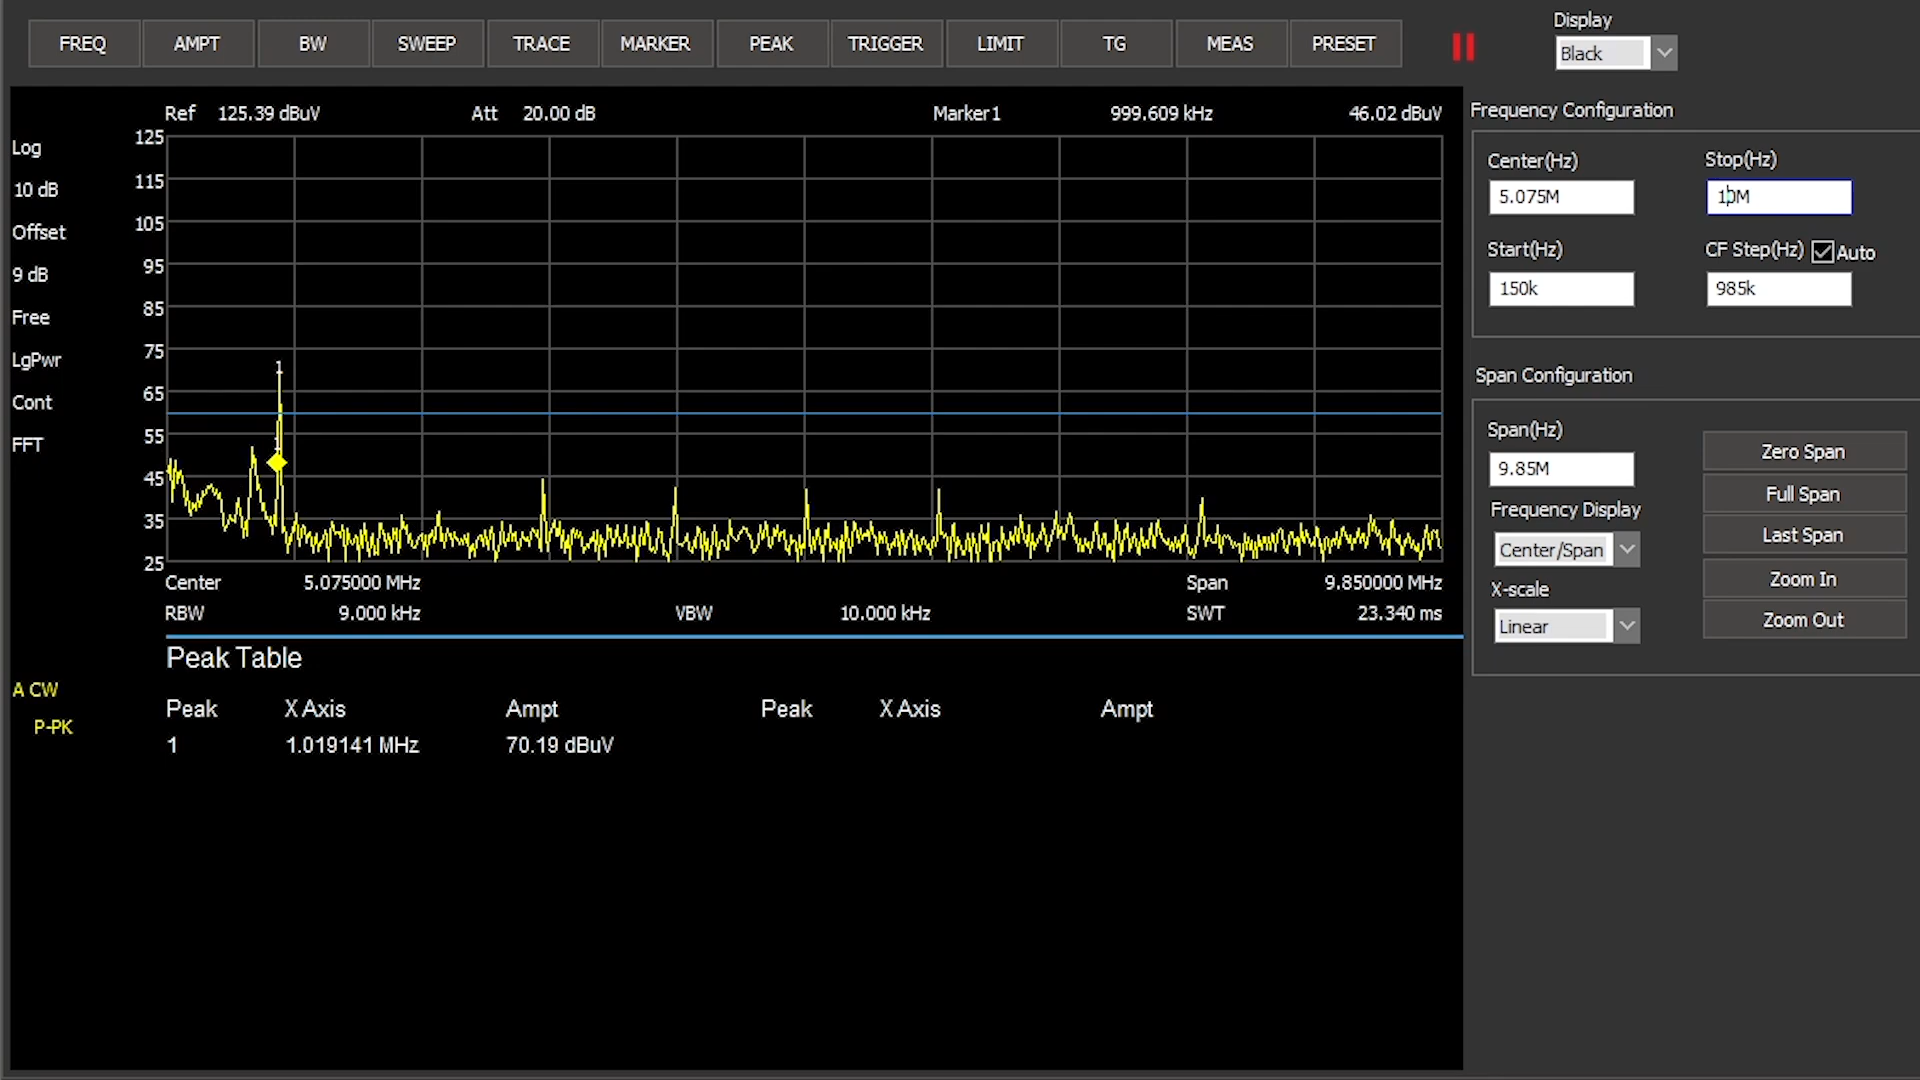 FREQ AMPT BW SWEEP TRACE MARKER PEAK TRIGGER LIMIT TG MEAS PRESET
Display
Black
Ref 125.39 dBuV Att 20.00 dB Marker1 999.609 kHz 46.02 dBuV
Log
10 dB
Offset
9 dB
Free
LgPwr
Cont
FFT
125
115
105
95
85
75
65
55
45
35
25
1
Center 5.075000 MHz Span 9.850000 MHz
RBW 9.000 kHz VBW 10.000 kHz SWT 23.340 ms
Peak Table
A CW
P-PK
Peak X Axis Ampt Peak X Axis Ampt
1 1.019141 MHz 70.19 dBuV
Frequency Configuration
Center(Hz) Stop(Hz)
5.075M 10M
Start(Hz) CF Step(Hz) Auto
150k 985k
Span Configuration
Span(Hz)
9.85M
Frequency Display
Center/Span
X-scale
Linear
Zero Span
Full Span
Last Span
Zoom In
Zoom Out